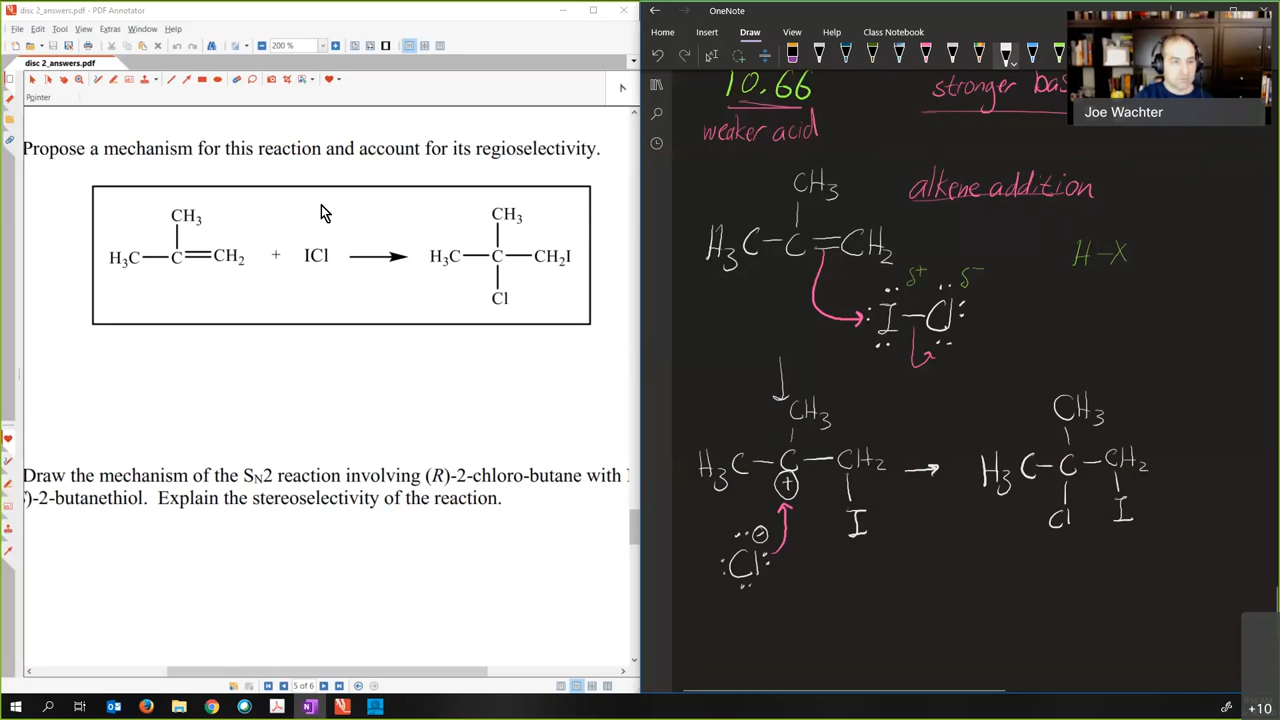 disc 2_answers.pdf - PDF Annotator
File Edit Tool View Extras Window Help
200 %
disc 2_answers.pdf
Pointer
Propose a mechanism for this reaction and account for its regioselectivity.
CH3
H3C—C=CH2 + ICl
CH3
H3C—C—CH2I
Cl
Draw the mechanism of the SN2 reaction involving (R)-2-chloro-butane with
)-2-butanethiol. Explain the stereoselectivity of the reaction.
5 of 6
OneNote
Home Insert Draw View Help Class Notebook
10.66
weaker acid
stronger bas
Joe Wachter
alkene addition
CH3
H3C–C=CH2
H–X
δ+ δ−
I–Cl
CH3
H3C–C–CH2
+
I
−
Cl
CH3
H3C–C–CH2
Cl I
+10